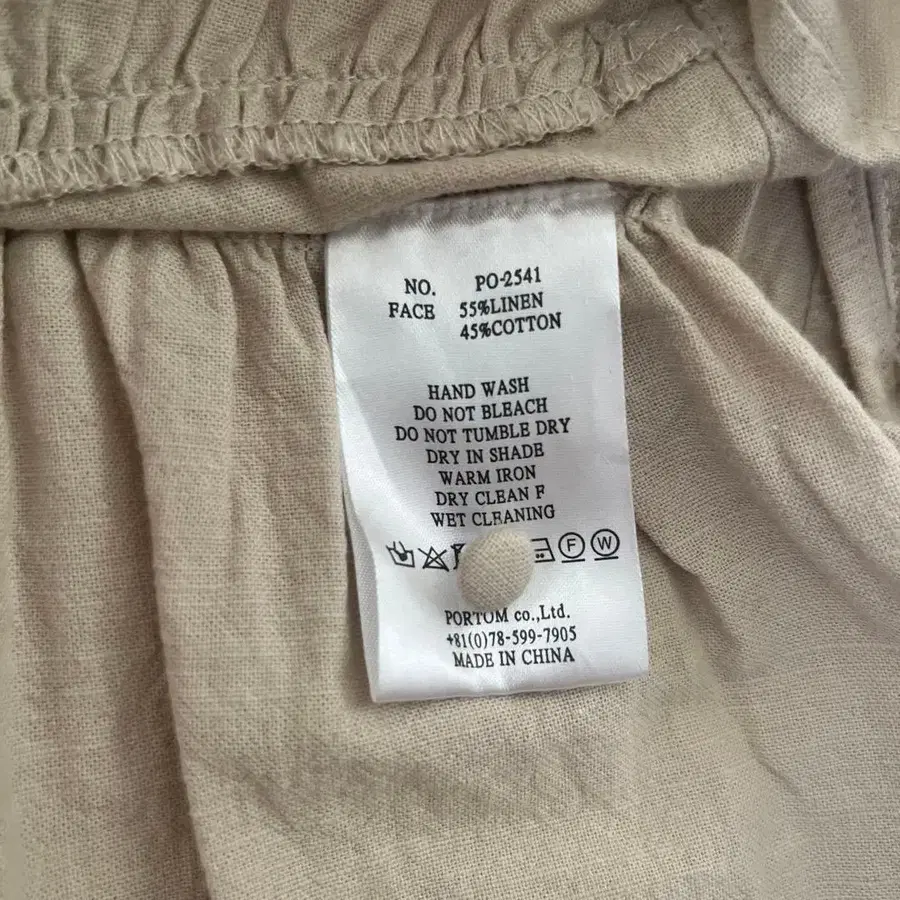 NO. PO-2541
FACE 55%LINEN
45%COTTON
HAND WASH
DO NOT BLEACH
DO NOT TUMBLE DRY
DRY IN SHADE
WARM IRON
DRY CLEAN F
WET CLEANING
F W
PORTOM co.,Ltd.
+81(0)78-599-7905
MADE IN CHINA